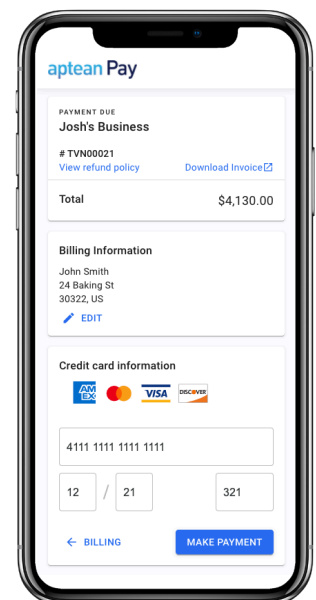 aptean Pay
PAYMENT DUE
Josh's Business
# TVN00021
View refund policy
Download Invoice
Total
$4,130.00
Billing Information
John Smith
24 Baking St
30322, US
EDIT
Credit card information
AM
EX
VISA
DISCOVER
4111 1111 1111 1111
12 / 21
321
BILLING
MAKE PAYMENT